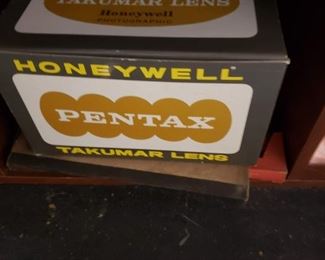 TAKUMAR LENS
Honeywell
PHOTOGRAPHIC
HONEYWELL
PENTAX
TAKUMAR LENS